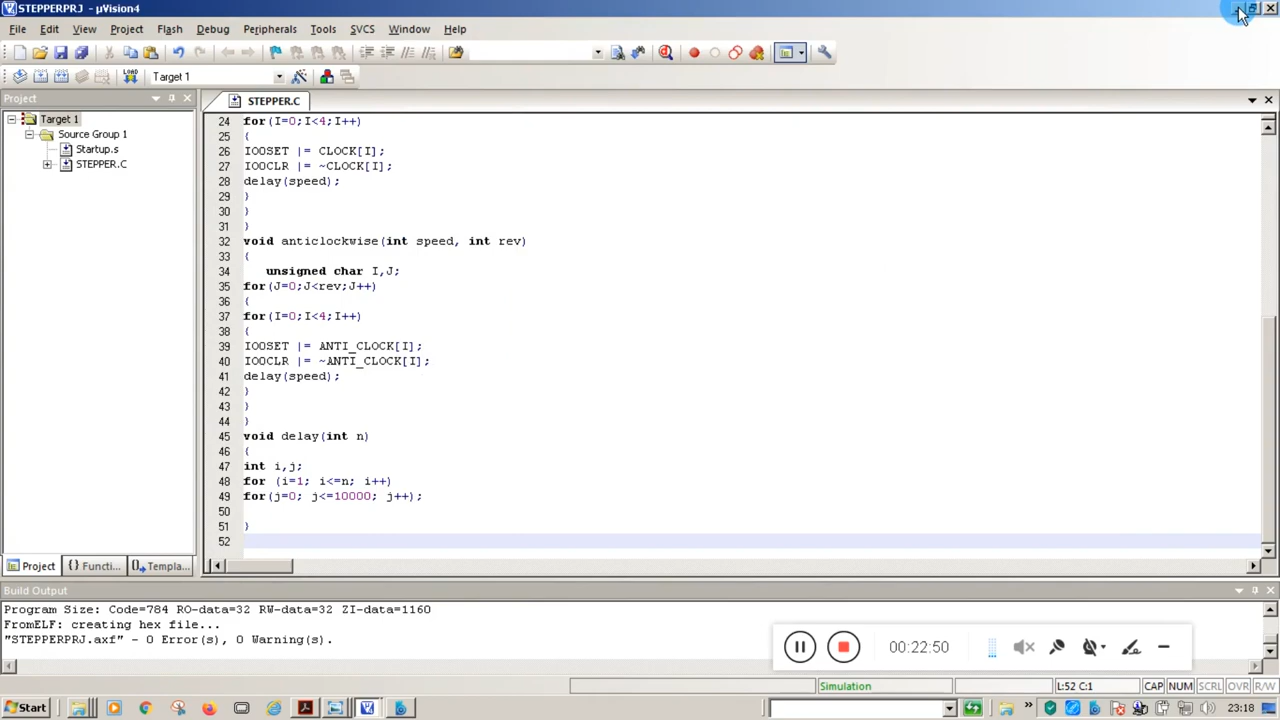 STEPPERPRJ - µVision4
File Edit View Project Flash Debug Peripherals Tools SVCS Window Help
Target 1
Project
STEPPER.C
Target 1
Source Group 1
Startup.s
STEPPER.C
24 for(I=0;I<4;I++)
25 {
26 IO0SET |= CLOCK[I];
27 IO0CLR |= ~CLOCK[I];
28 delay(speed);
29 }
30 }
31 }
32 void anticlockwise(int speed, int rev)
33 {
34 unsigned char I,J;
35 for(J=0;J<rev;J++)
36 {
37 for(I=0;I<4;I++)
38 {
39 IO0SET |= ANTI_CLOCK[I];
40 IO0CLR |= ~ANTI_CLOCK[I];
41 delay(speed);
42 }
43 }
44 }
45 void delay(int n)
46 {
47 int i,j;
48 for (i=1; i<=n; i++)
49 for(j=0; j<=10000; j++);
50
51 }
52
Project {} Functi... Templa...
Build Output
Program Size: Code=784 RO-data=32 RW-data=32 ZI-data=1160
FromELF: creating hex file...
"STEPPERPRJ.axf" - 0 Error(s), 0 Warning(s).
00:22:50
Simulation L:52 C:1 CAP NUM SCRL OVR R/W
Start 23:18